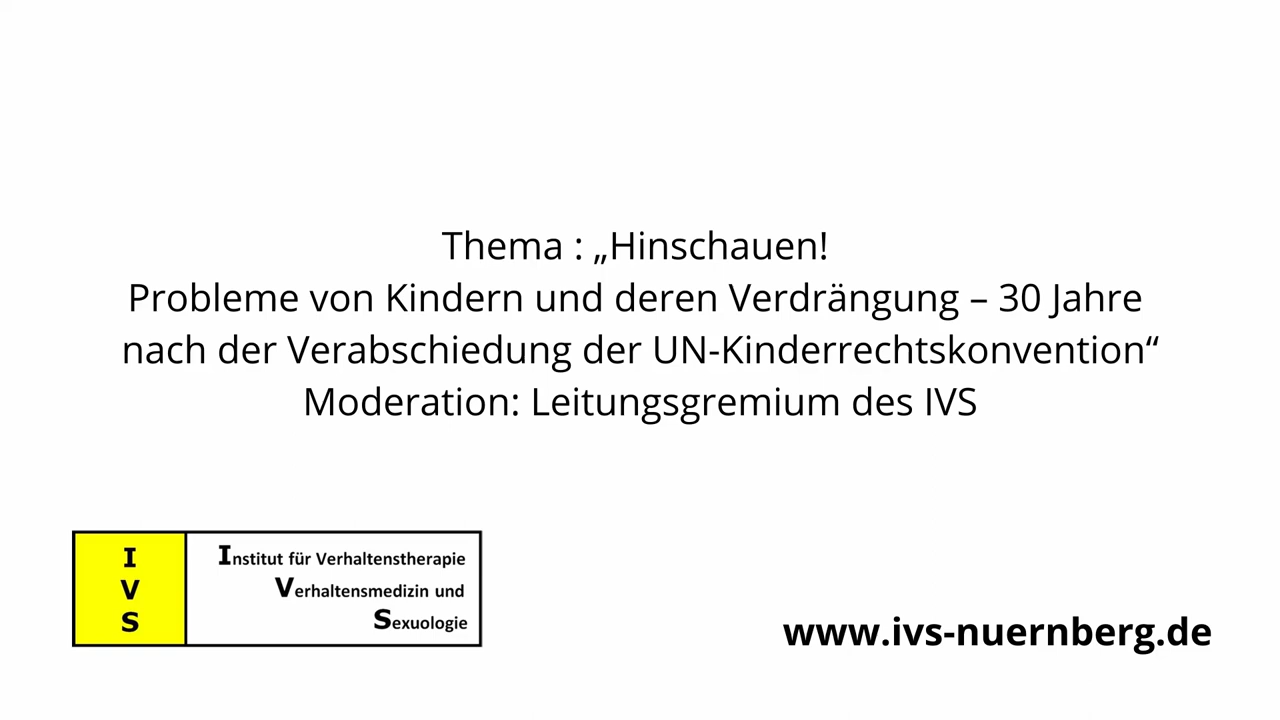 Thema : „Hinschauen!
Probleme von Kindern und deren Verdrängung – 30 Jahre
nach der Verabschiedung der UN-Kinderrechtskonvention“
Moderation: Leitungsgremium des IVS
I
V
S
Institut für Verhaltenstherapie
Verhaltensmedizin und
Sexuologie
www.ivs-nuernberg.de